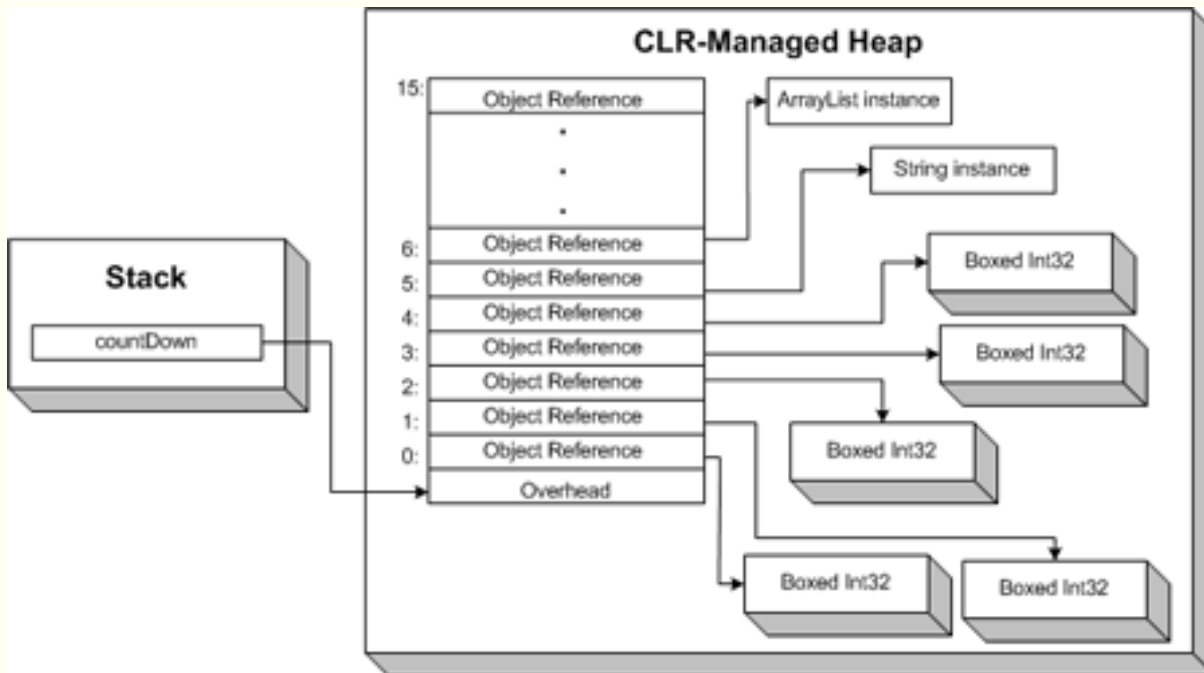 CLR-Managed Heap
15:
Object Reference
ArrayList instance
.
.
.
String instance
6:
Object Reference
5:
Object Reference
4:
Object Reference
Boxed Int32
3:
Object Reference
Boxed Int32
2:
Object Reference
1:
Object Reference
Boxed Int32
0:
Object Reference
Overhead
Boxed Int32
Boxed Int32
Stack
countDown